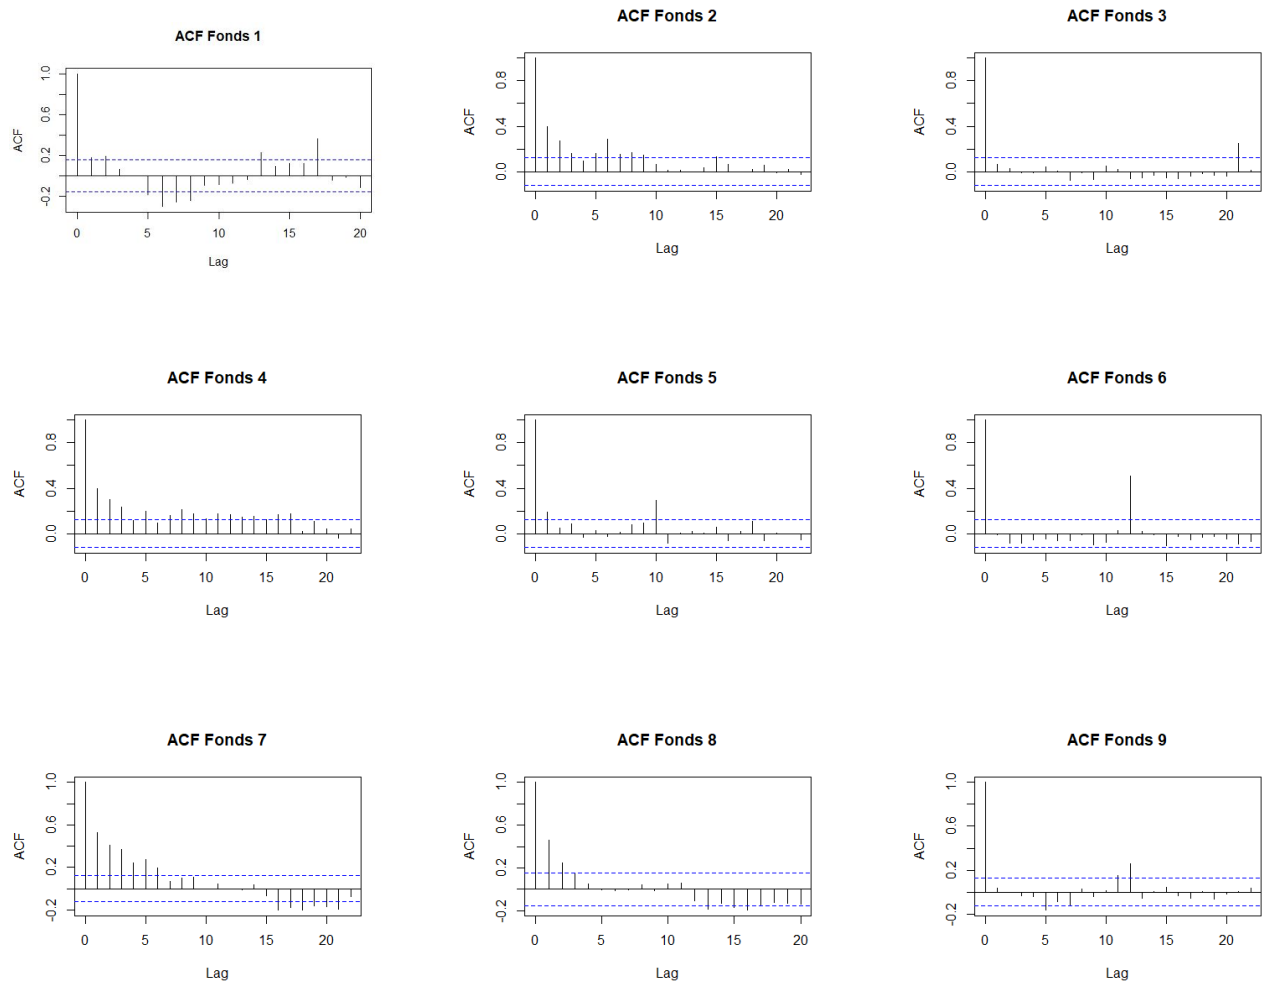 ACF Fonds 1
ACF
1.0
0.6
0.2
-0.2
0 5 10 15 20
Lag
ACF Fonds 2
ACF
0.8
0.4
0.0
0 5 10 15 20
Lag
ACF Fonds 3
ACF
0.8
0.4
0.0
0 5 10 15 20
Lag
ACF Fonds 4
ACF
0.8
0.4
0.0
0 5 10 15 20
Lag
ACF Fonds 5
ACF
0.8
0.4
0.0
0 5 10 15 20
Lag
ACF Fonds 6
ACF
0.8
0.4
0.0
0 5 10 15 20
Lag
ACF Fonds 7
ACF
1.0
0.6
0.2
-0.2
0 5 10 15 20
Lag
ACF Fonds 8
ACF
1.0
0.6
0.2
-0.2
0 5 10 15 20
Lag
ACF Fonds 9
ACF
1.0
0.6
0.2
-0.2
0 5 10 15 20
Lag